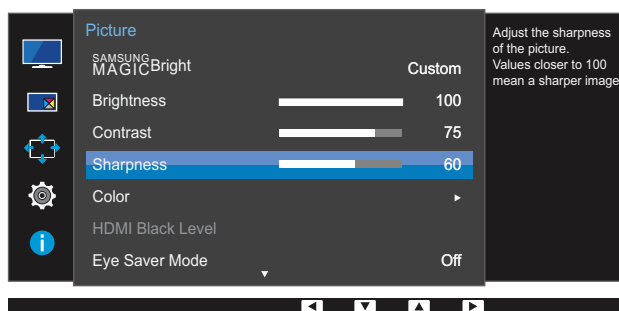 Picture
SAMSUNG
MAGICBright Custom
Brightness 100
Contrast 75
Sharpness 60
Color
HDMI Black Level
Eye Saver Mode Off
Adjust the sharpness
of the picture.
Values closer to 100
mean a sharper image